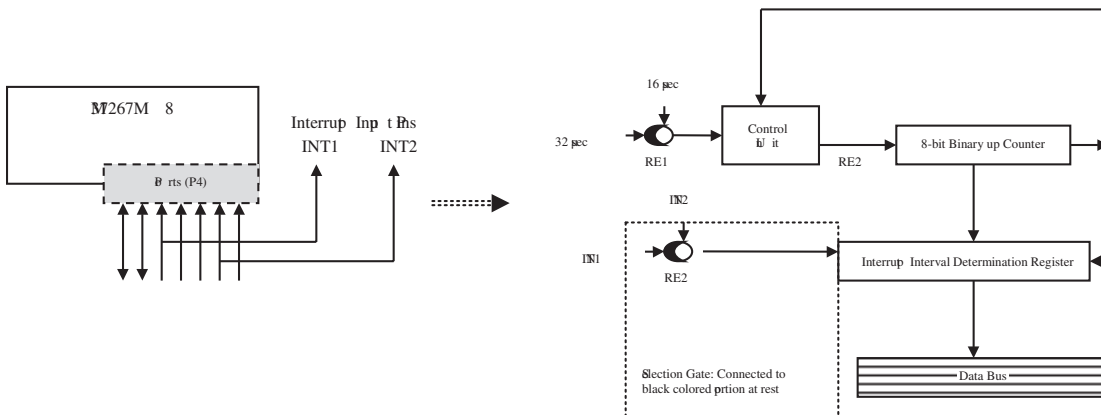 M37267M8
Interrupt Input Pins
INT1 INT2
Ports (P4)
16 μsec
32 μsec
RE1
Control
Unit
RE2
8-bit Binary up Counter
INT2
INT1
RE2
Interrupt Interval Determination Register
Selection Gate: Connected to
black colored portion at rest
Data Bus